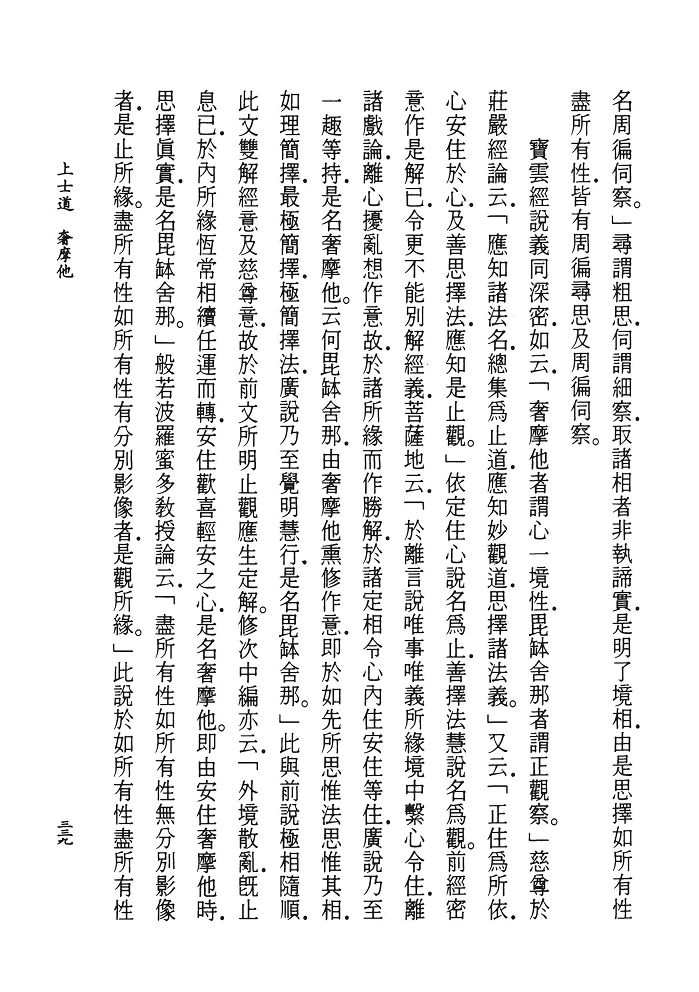 名周徧伺察。」尋謂粗思．伺謂細察．取諸相者非執諦實．是明了境相．由是思擇如所有性
盡所有性．皆有周徧尋思及周徧伺察。
寶雲經說義同深密．如云．「奢摩他者謂心一境性．毘缽舍那者謂正觀察。」慈尊於
莊嚴經論云．「應知諸法名．總集爲止道．應知妙觀道．思擇諸法義。」又云．「正住爲所依．
心安住於心．及善思擇法．應知是止觀。」依定住心說名爲止．善擇法慧說名爲觀。前經密
意作是解已．令更不能別解經義．菩薩地云．「於離言說唯事唯義所緣境中繫心令住．離
諸戲論．離心擾亂想作意故．於諸所緣而作勝解．於諸定相令心內住安住等住．廣說乃至
一趣等持．是名奢摩他。云何毘缽舍那．由奢摩他熏修作意．即於如先所思惟法思惟其相．
如理簡擇．最極簡擇．極簡擇法．廣說乃至覺明慧行．是名毘缽舍那。」此與前說極相隨順．
此文雙解經意及慈尊意．故於前文所明止觀應生定解。修次中編亦云．「外境散亂．既止
息已．於內所緣恆常相續任運而轉．安住歡喜輕安之心．是名奢摩他。即由安住奢摩他時．
思擇眞實．是名毘缽舍那。」般若波羅蜜多教授論云．「盡所有性如所有性無分別影像
者．是止所緣。盡所有性如所有性有分別影像者．是觀所緣。」此說於如所有性盡所有性
上士道　奢摩他
三三九